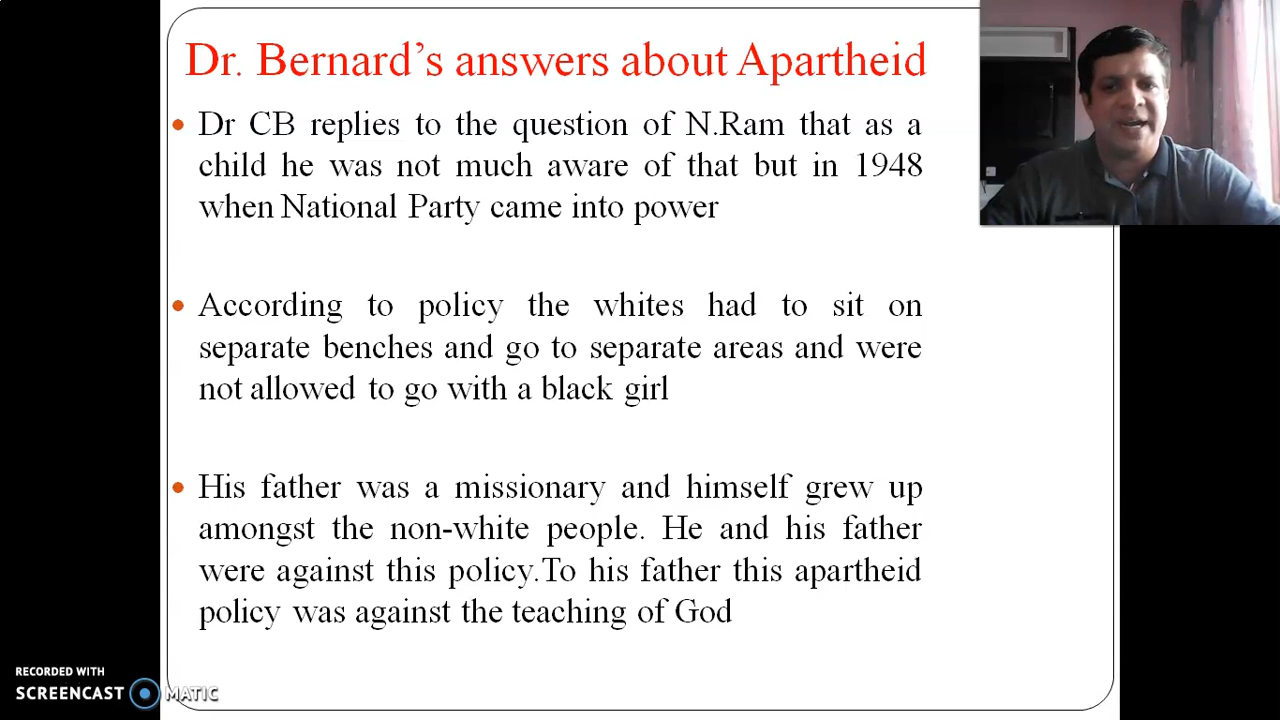 Dr. Bernard’s answers about Apartheid
Dr CB replies to the question of N.Ram that as a
child he was not much aware of that but in 1948
when National Party came into power
According to policy the whites had to sit on
separate benches and go to separate areas and were
not allowed to go with a black girl
His father was a missionary and himself grew up
amongst the non-white people. He and his father
were against this policy.To his father this apartheid
policy was against the teaching of God
RECORDED WITH
SCREENCAST MATIC